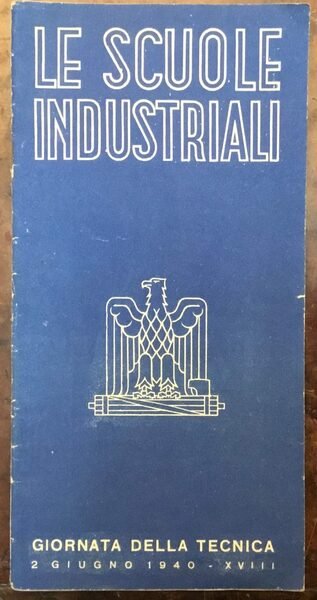 LE SCUOLE
INDUSTRIALI
GIORNATA DELLA TECNICA
2 GIUGNO 1940 - XVIII